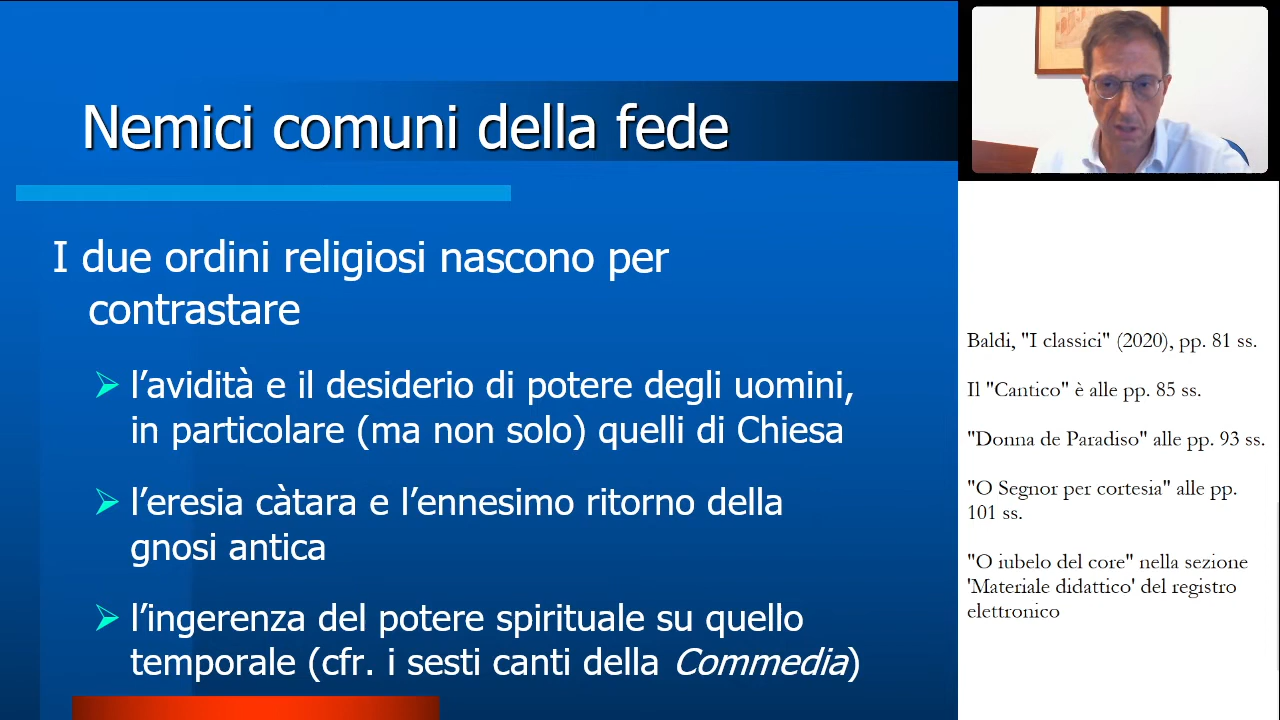 Nemici comuni della fede
I due ordini religiosi nascono per
contrastare
l’avidità e il desiderio di potere degli uomini,
in particolare (ma non solo) quelli di Chiesa
l’eresia càtara e l’ennesimo ritorno della
gnosi antica
l’ingerenza del potere spirituale su quello
temporale (cfr. i sesti canti della Commedia)
Baldi, "I classici" (2020), pp. 81 ss.
Il "Cantico" è alle pp. 85 ss.
"Donna de Paradiso" alle pp. 93 ss.
"O Segnor per cortesia" alle pp.
101 ss.
"O iubelo del core" nella sezione
'Materiale didattico' del registro
elettronico